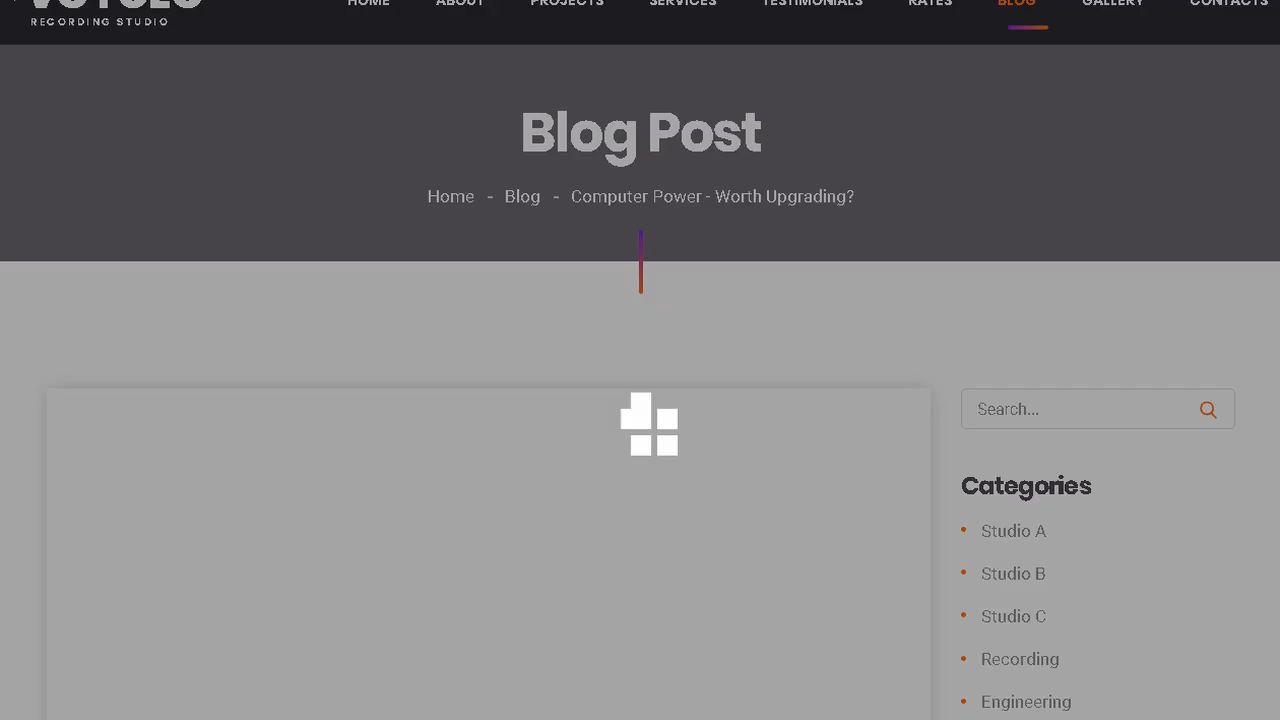 RECORDING STUDIO
HOME ABOUT PROJECTS SERVICES TESTIMONIALS RATES BLOG GALLERY CONTACTS
Blog Post
Home - Blog - Computer Power - Worth Upgrading?
Search...
Categories
Studio A
Studio B
Studio C
Recording
Engineering